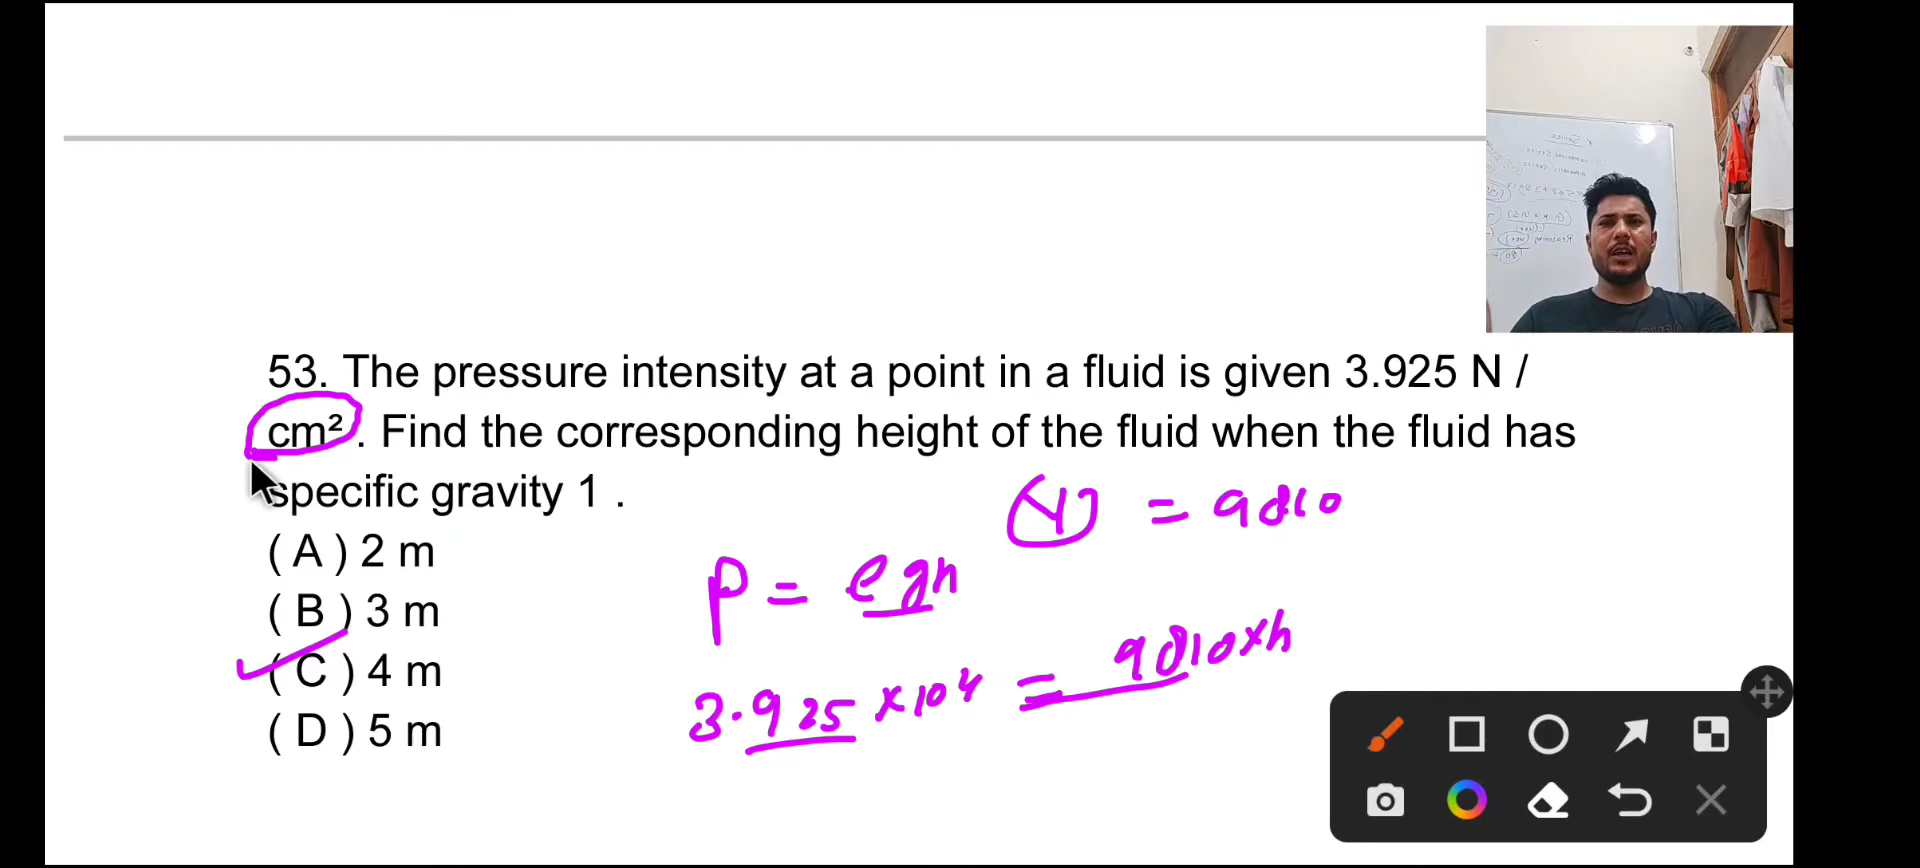 53. The pressure intensity at a point in a fluid is given 3.925 N /
cm² . Find the corresponding height of the fluid when the fluid has
specific gravity 1 .
= 9810
( A ) 2 m
P = ρgh
( B ) 3 m
( C ) 4 m
3.925 × 10⁴ = 9810×h
( D ) 5 m